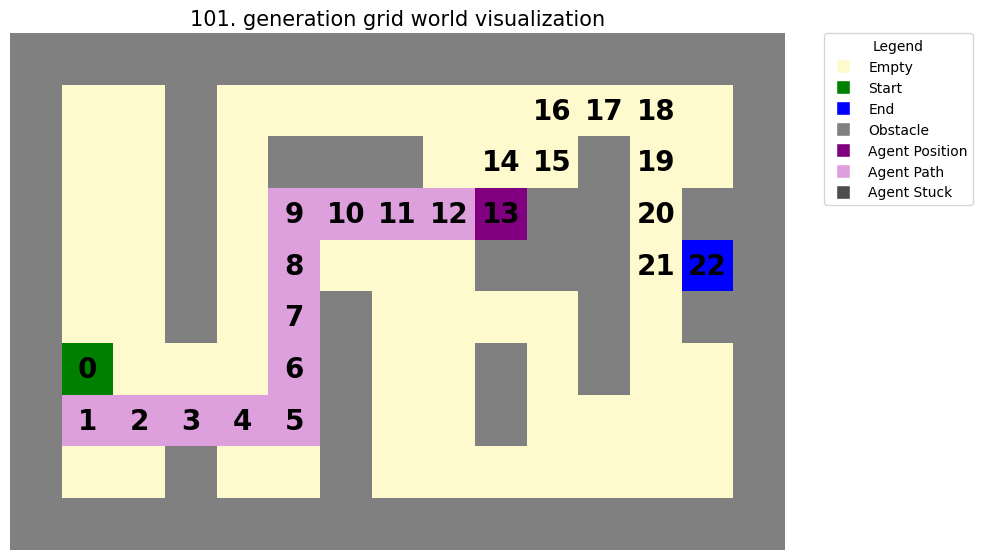 101. generation grid world visualization
16 17 18
14 15 19
9 10 11 12 13 20
8 21 22
7
0 6
1 2 3 4 5
Legend
Empty
Start
End
Obstacle
Agent Position
Agent Path
Agent Stuck